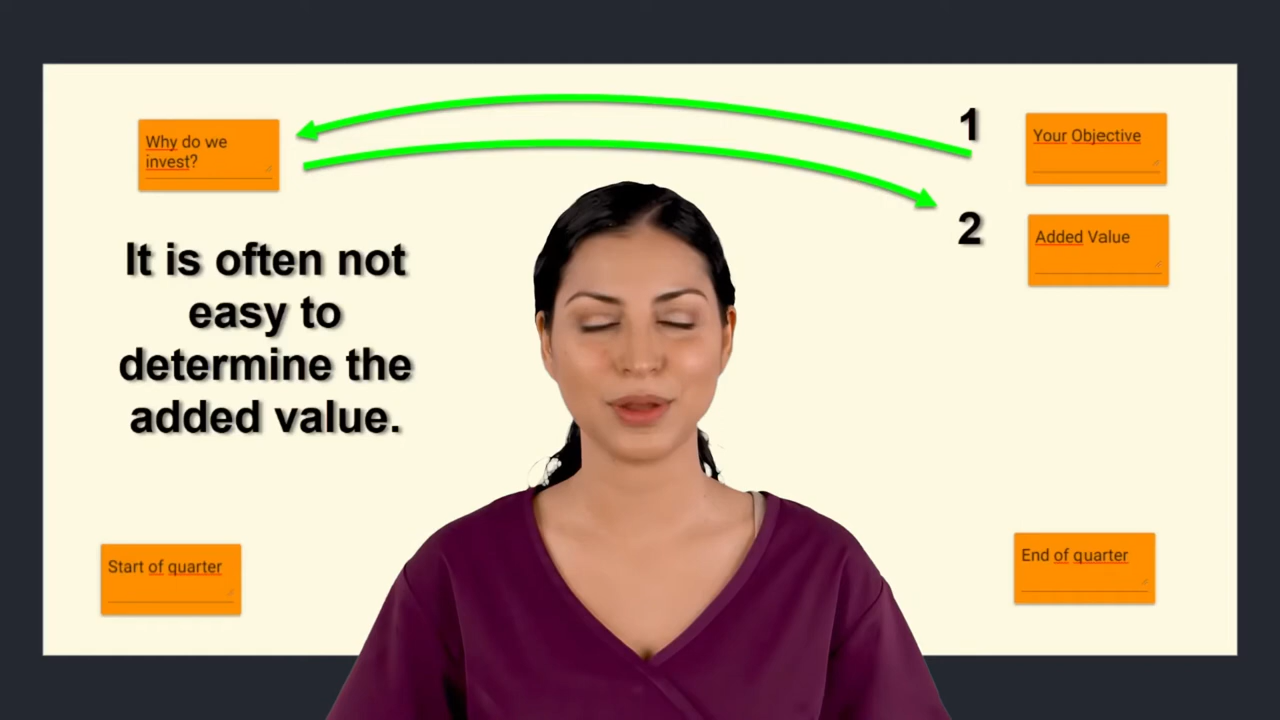 Why do we
invest?
1
Your Objective
2
Added Value
It is often not
easy to
determine the
added value.
Start of quarter
End of quarter